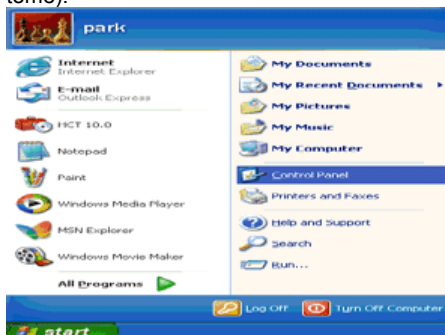 park
Internet
Internet Explorer
E-mail
Outlook Express
HCT 10.0
Notepad
Paint
Windows Media Player
MSN Explorer
Windows Movie Maker
All Programs
My Documents
My Recent Documents
My Pictures
My Music
My Computer
Control Panel
Printers and Faxes
Help and Support
Search
Run...
Log Off
Turn Off Computer
start